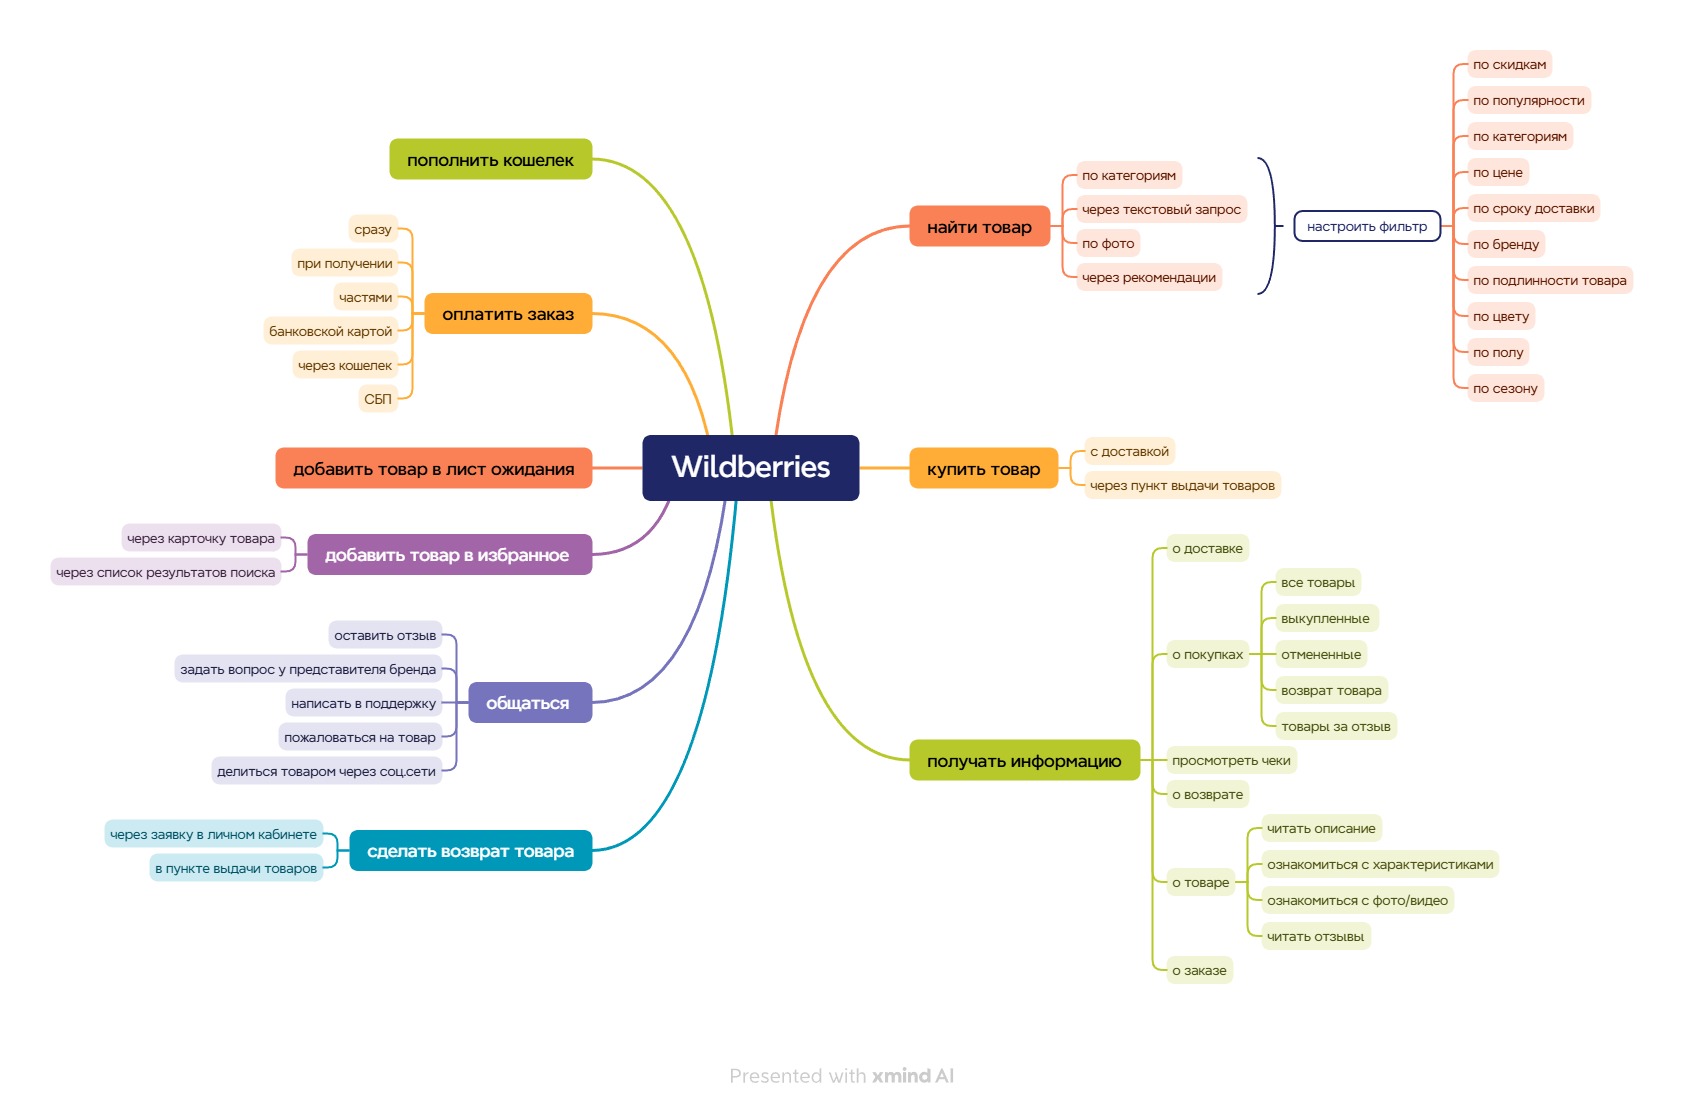 Wildberries
найти товар
по категориям
через текстовый запрос
по фото
через рекомендации
настроить фильтр
по скидкам
по популярности
по категориям
по цене
по сроку доставки
по бренду
по подлинности товара
по цвету
по полу
по сезону
купить товар
с доставкой
через пункт выдачи товаров
получать информацию
о доставке
о покупках
все товары
выкупленные
отмененные
возврат товара
товары за отзыв
просмотреть чеки
о возврате
о товаре
читать описание
ознакомиться с характеристиками
ознакомиться с фото/видео
читать отзывы
о заказе
пополнить кошелек
оплатить заказ
сразу
при получении
частями
банковской картой
через кошелек
СБП
добавить товар в лист ожидания
добавить товар в избранное
через карточку товара
через список результатов поиска
общаться
оставить отзыв
задать вопрос у представителя бренда
написать в поддержку
пожаловаться на товар
делиться товаром через соц.сети
сделать возврат товара
через заявку в личном кабинете
в пункте выдачи товаров
Presented with xmind AI